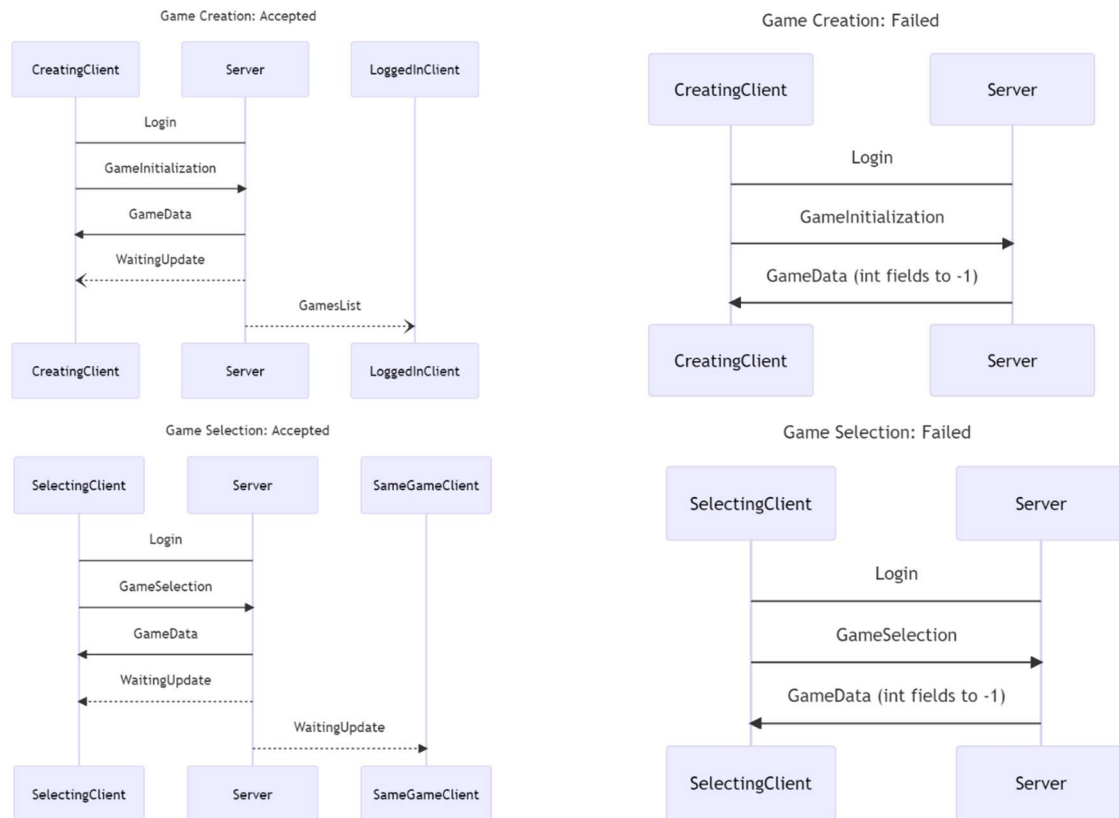 Game Creation: Accepted
CreatingClient Server LoggedInClient
Login
GameInitialization
GameData
WaitingUpdate
GamesList
CreatingClient Server LoggedInClient
Game Creation: Failed
CreatingClient Server
Login
GameInitialization
GameData (int fields to -1)
CreatingClient Server
Game Selection: Accepted
SelectingClient Server SameGameClient
Login
GameSelection
GameData
WaitingUpdate
WaitingUpdate
SelectingClient Server SameGameClient
Game Selection: Failed
SelectingClient Server
Login
GameSelection
GameData (int fields to -1)
SelectingClient Server